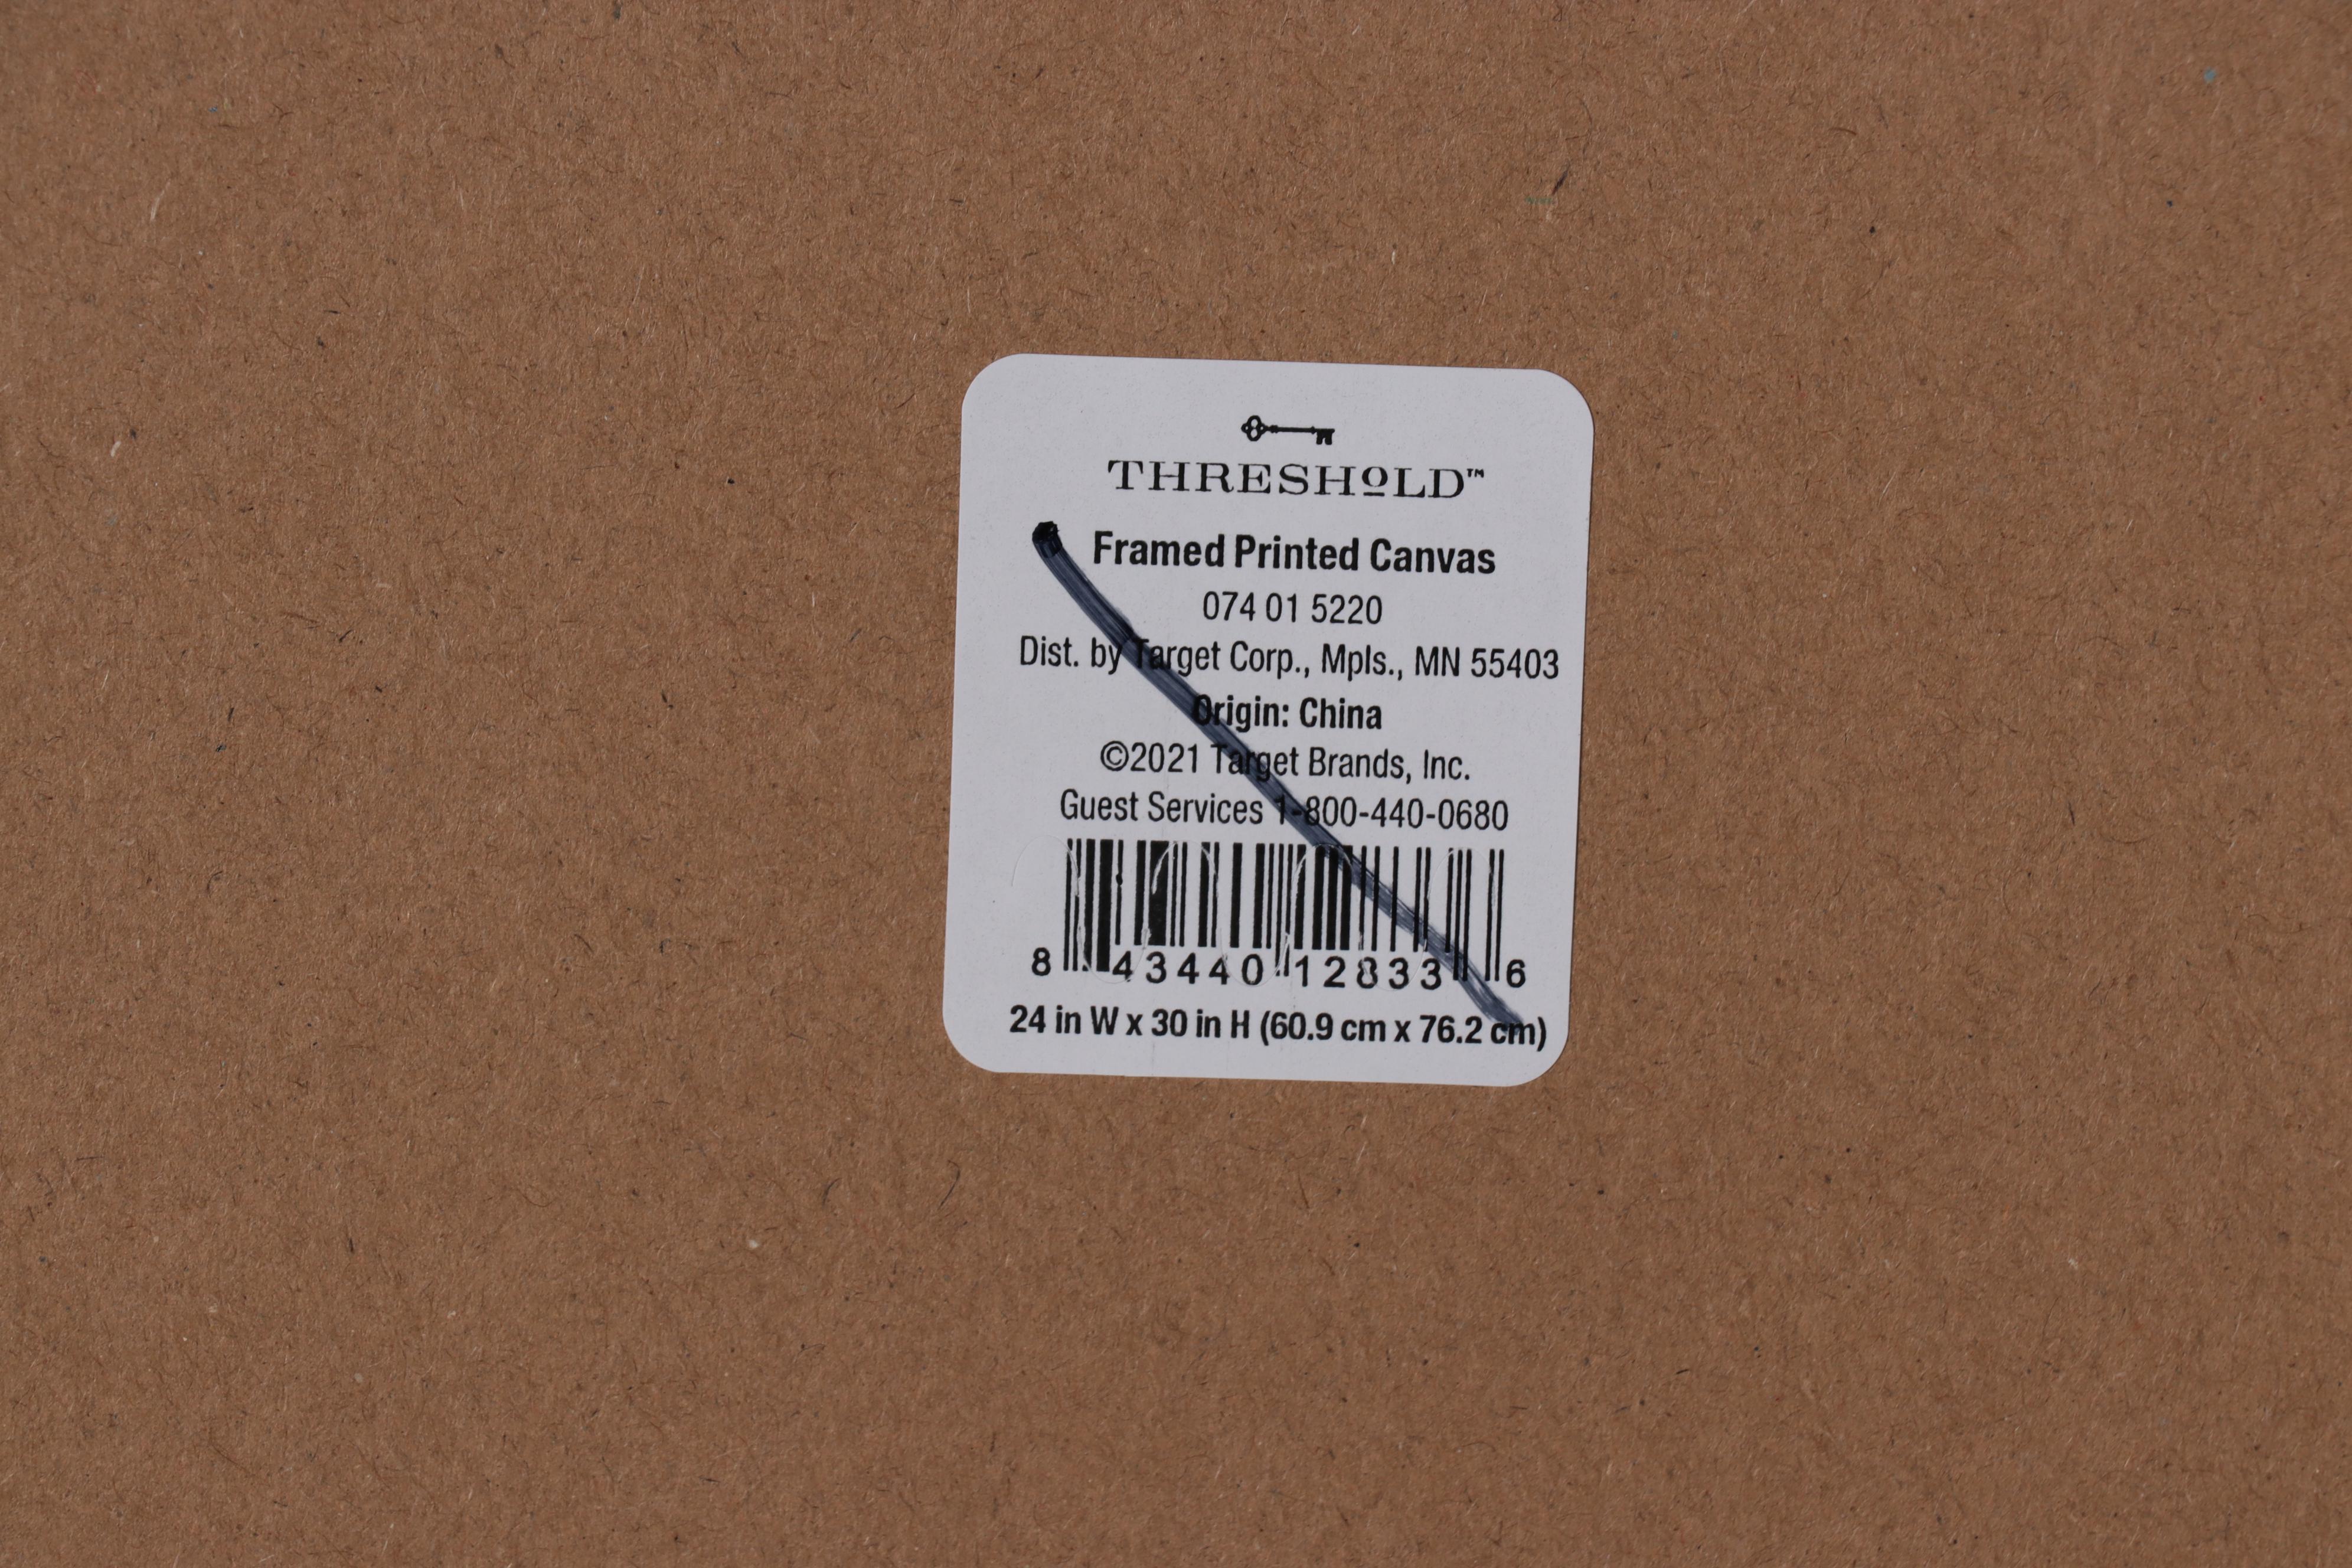 THRESHOLD™
Framed Printed Canvas
074 01 5220
Dist. by Target Corp., Mpls., MN 55403
Origin: China
©2021 Target Brands, Inc.
Guest Services 1-800-440-0680
8 43440 12833 6
24 in W x 30 in H (60.9 cm x 76.2 cm)